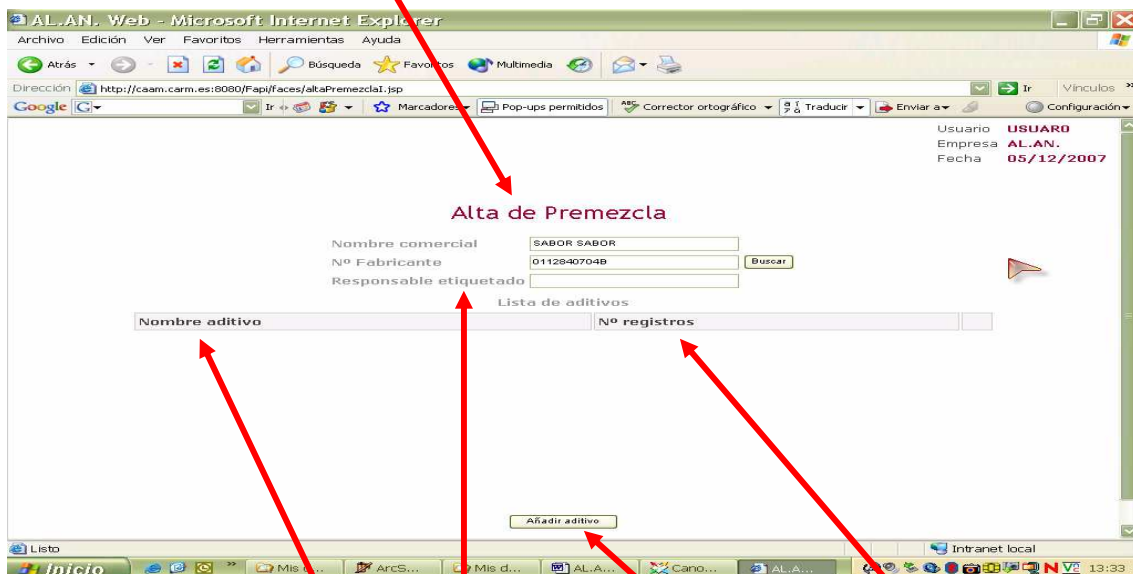 AL.AN. Web - Microsoft Internet Explorer
Archivo Edición Ver Favoritos Herramientas Ayuda
Atrás Búsqueda Favoritos Multimedia
Dirección http://caam.carm.es:8080/Fapi/faces/altaPremezclaI.jsp Ir Vínculos »
Google G Ir Marcadores Pop-ups permitidos ABC Corrector ortográfico Traducir Enviar a Configuración
Usuario USUAR0
Empresa AL.AN.
Fecha 05/12/2007
Alta de Premezcla
Nombre comercial SABOR SABOR
Nº Fabricante 0112840704B Buscar
Responsable etiquetado
Lista de aditivos
Nombre aditivo Nº registros
Añadir aditivo
Listo Intranet local
Inicio » Mis d... ArcS... Mis d... AL.A... Cano... AL.A... 13:33